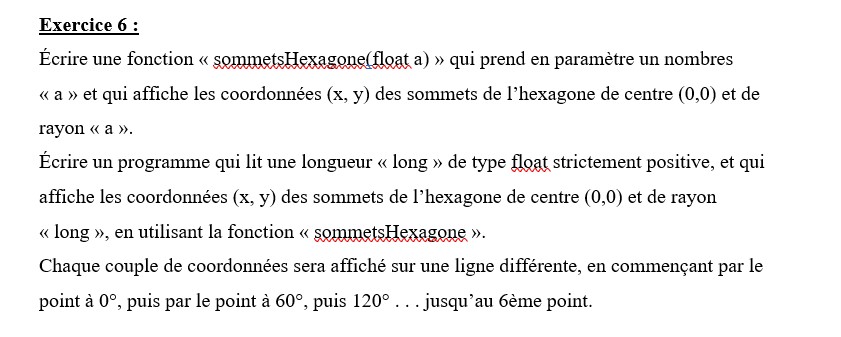 Exercice 6 :
Écrire une fonction « sommetsHexagone(float a) » qui prend en paramètre un nombres
« a » et qui affiche les coordonnées (x, y) des sommets de l’hexagone de centre (0,0) et de
rayon « a ».
Écrire un programme qui lit une longueur « long » de type float strictement positive, et qui
affiche les coordonnées (x, y) des sommets de l’hexagone de centre (0,0) et de rayon
« long », en utilisant la fonction « sommetsHexagone ».
Chaque couple de coordonnées sera affiché sur une ligne différente, en commençant par le
point à 0°, puis par le point à 60°, puis 120° . . . jusqu’au 6ème point.